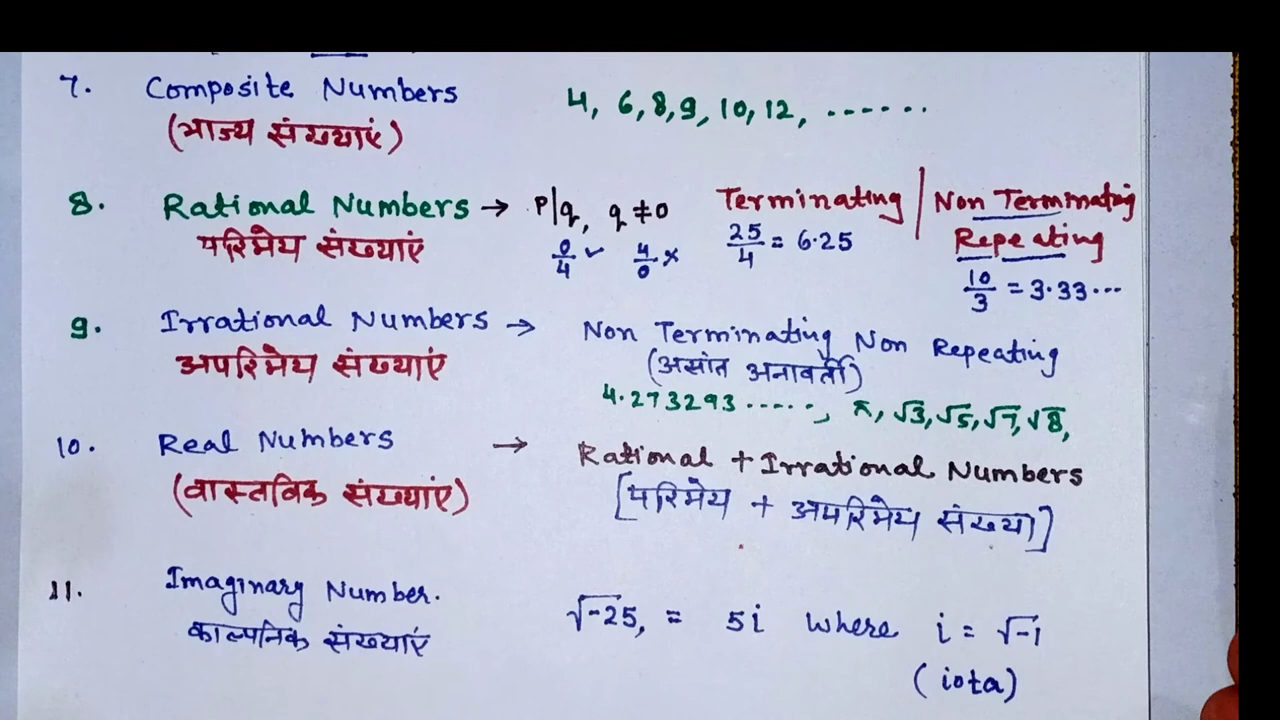 7. Composite Numbers 4, 6, 8, 9, 10, 12, .......
(भाज्य संख्याएं)
8. Rational Numbers → P/q, q ≠ 0 Terminating / Non Terminating
Repeating
परिमेय संख्याएं 0/4 ✓ 4/0 × 25/4 = 6.25
10/3 = 3.33...
9. Irrational Numbers → Non Terminating Non Repeating
अपरिमेय संख्याएं (असांत अनावर्ती)
4.273293......, π, √3, √5, √7, √8,
10. Real Numbers → Rational + Irrational Numbers
(वास्तविक संख्याएं) [परिमेय + अपरिमेय संख्या]
11. Imaginary Number.
काल्पनिक संख्याएं √-25, = 5i where i = √-1
(iota)